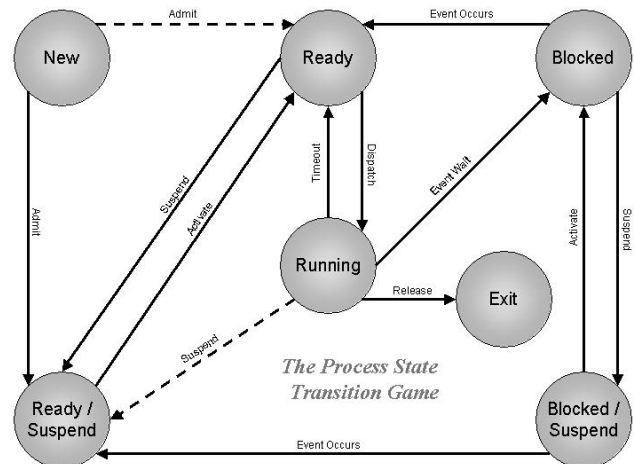 Admit
Event Occurs
New
Ready
Blocked
Suspend
Activate
Timeout
Dispatch
Event Wait
Admit
Activate
Suspend
Running
Release
Exit
Suspend
The Process State
Transition Game
Ready /
Suspend
Blocked /
Suspend
Event Occurs